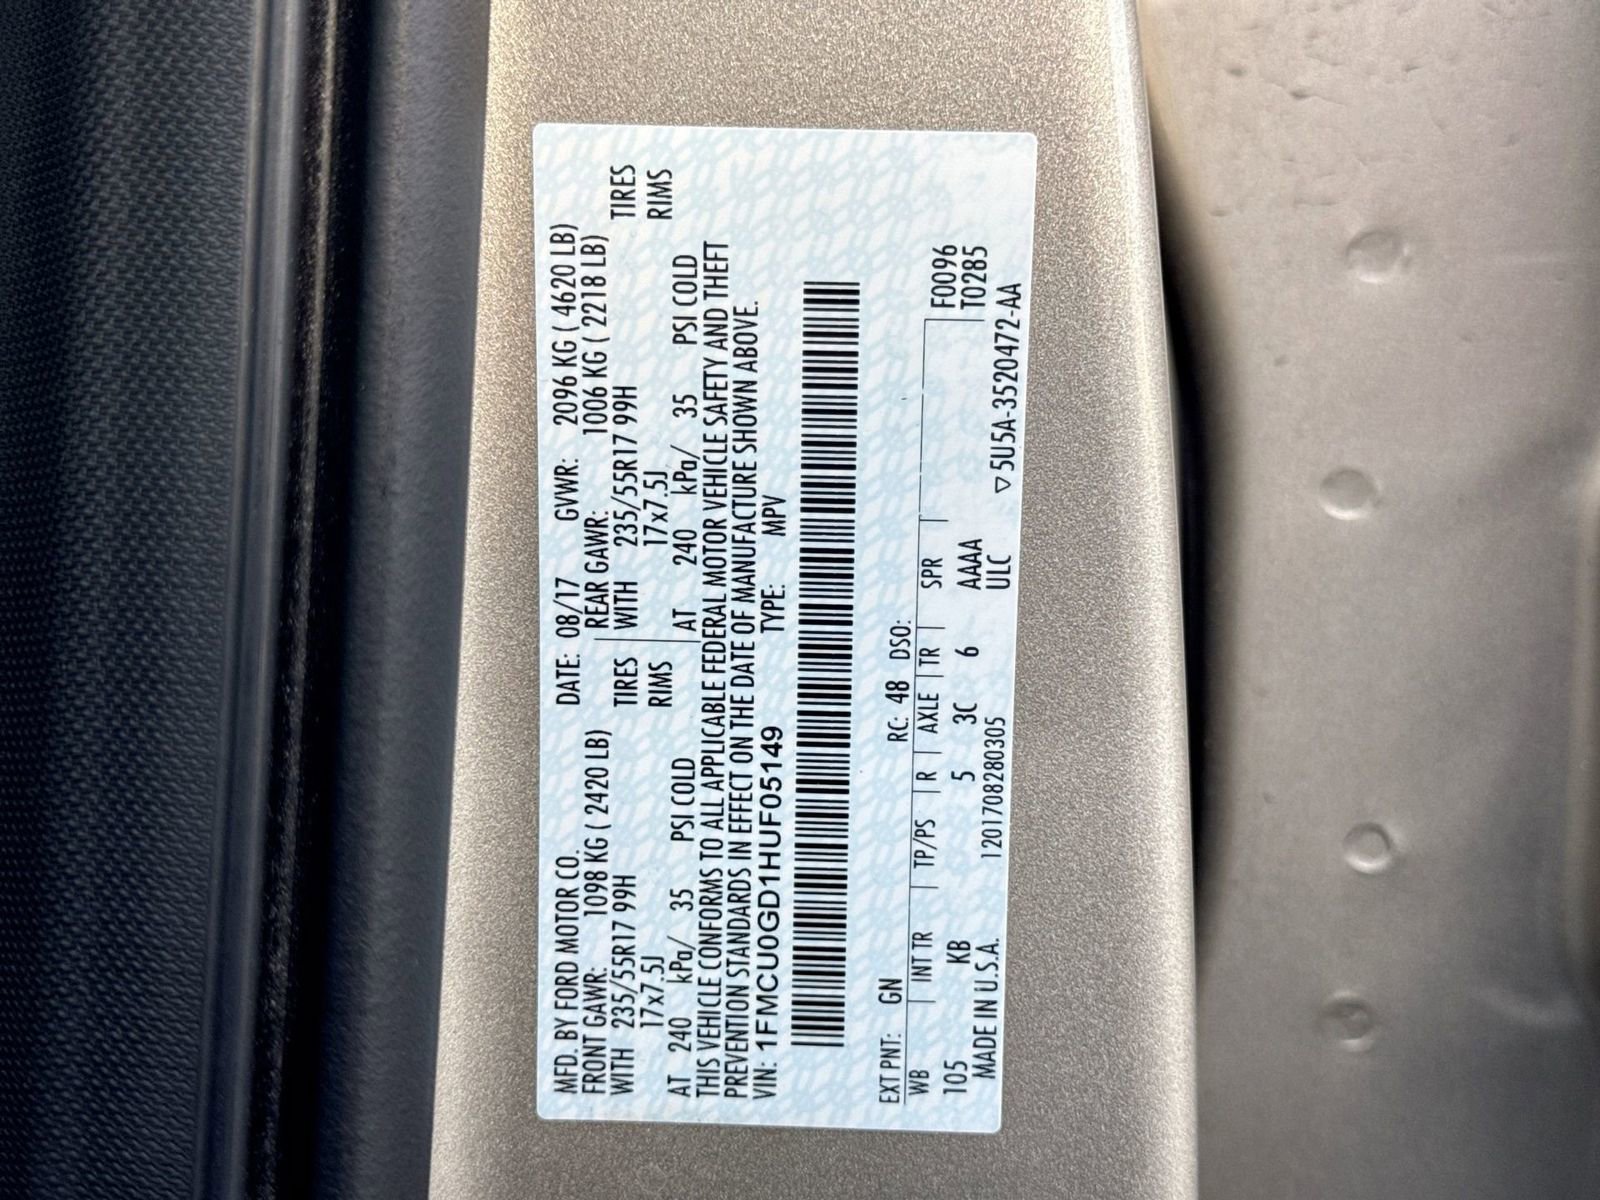 MFD. BY FORD MOTOR CO. DATE: 08/17 GVWR: 2096 KG ( 4620 LB)
FRONT GAWR: 1098 KG ( 2420 LB) REAR GAWR: 1006 KG ( 2218 LB)
WITH 235/55R17 99H TIRES WITH 235/55R17 99H TIRES
17x7.5J RIMS 17x7.5J RIMS
AT 240 kPa/ 35 PSI COLD AT 240 kPa/ 35 PSI COLD
THIS VEHICLE CONFORMS TO ALL APPLICABLE FEDERAL MOTOR VEHICLE SAFETY AND THEFT
PREVENTION STANDARDS IN EFFECT ON THE DATE OF MANUFACTURE SHOWN ABOVE.
VIN: 1FMCU0GD1HUF05149 TYPE: MPV
EXT PNT: GN RC: 48 DSO:
WB INT TR TP/PS R AXLE TR SPR F0096
105 KB 5 3C 6 AAAA T0285
MADE IN U.S.A. 1201708280305 ULC ▽ 5U5A-3520472-AA